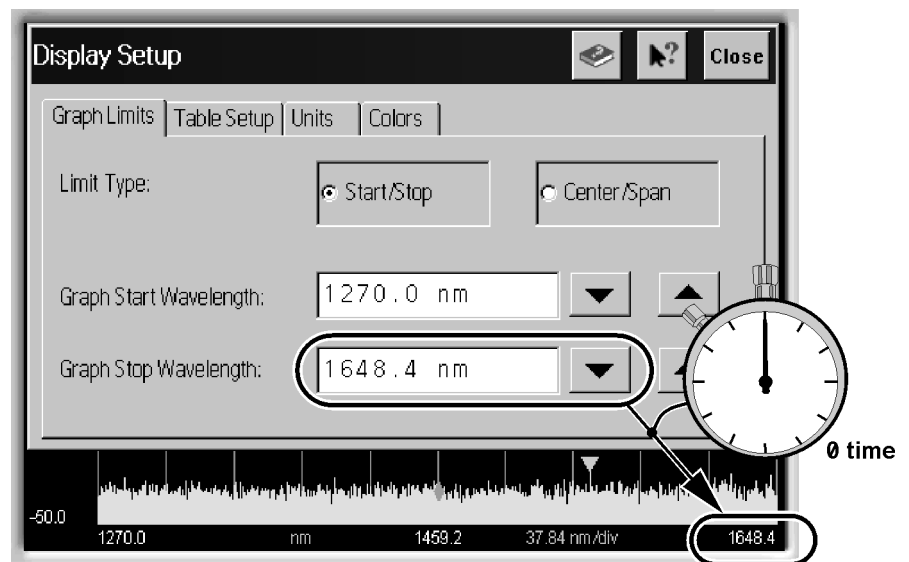 Display Setup
?
Close
Graph Limits
Table Setup
Units
Colors
Limit Type:
Start/Stop
Center/Span
Graph Start Wavelength:
1270.0 nm
Graph Stop Wavelength:
1648.4 nm
0 time
-50.0
1270.0
nm
1459.2
37.84 nm/div
1648.4